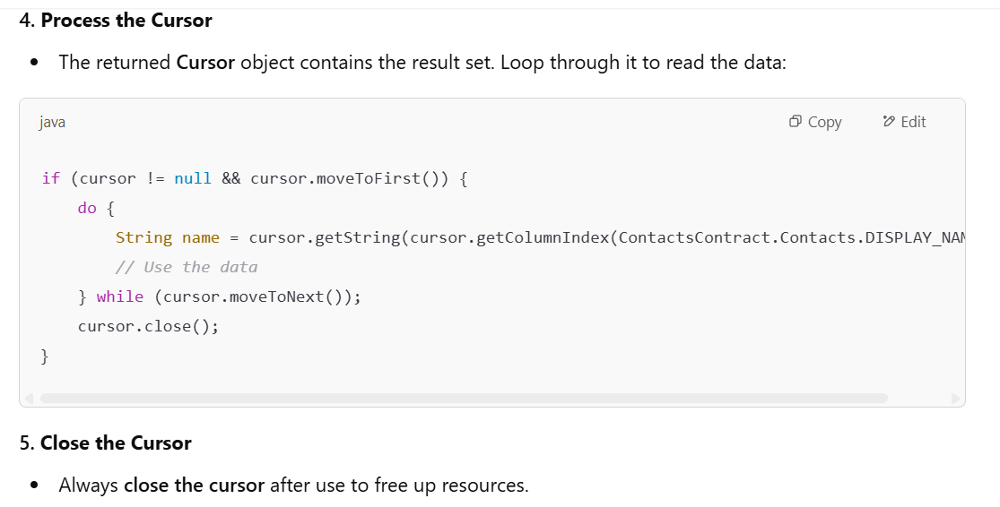 4. Process the Cursor
• The returned Cursor object contains the result set. Loop through it to read the data:
java
Copy
Edit
if (cursor != null && cursor.moveToFirst()) {
    do {
        String name = cursor.getString(cursor.getColumnIndex(ContactsContract.Contacts.DISPLAY_NA
        // Use the data
    } while (cursor.moveToNext());
    cursor.close();
}
5. Close the Cursor
• Always close the cursor after use to free up resources.